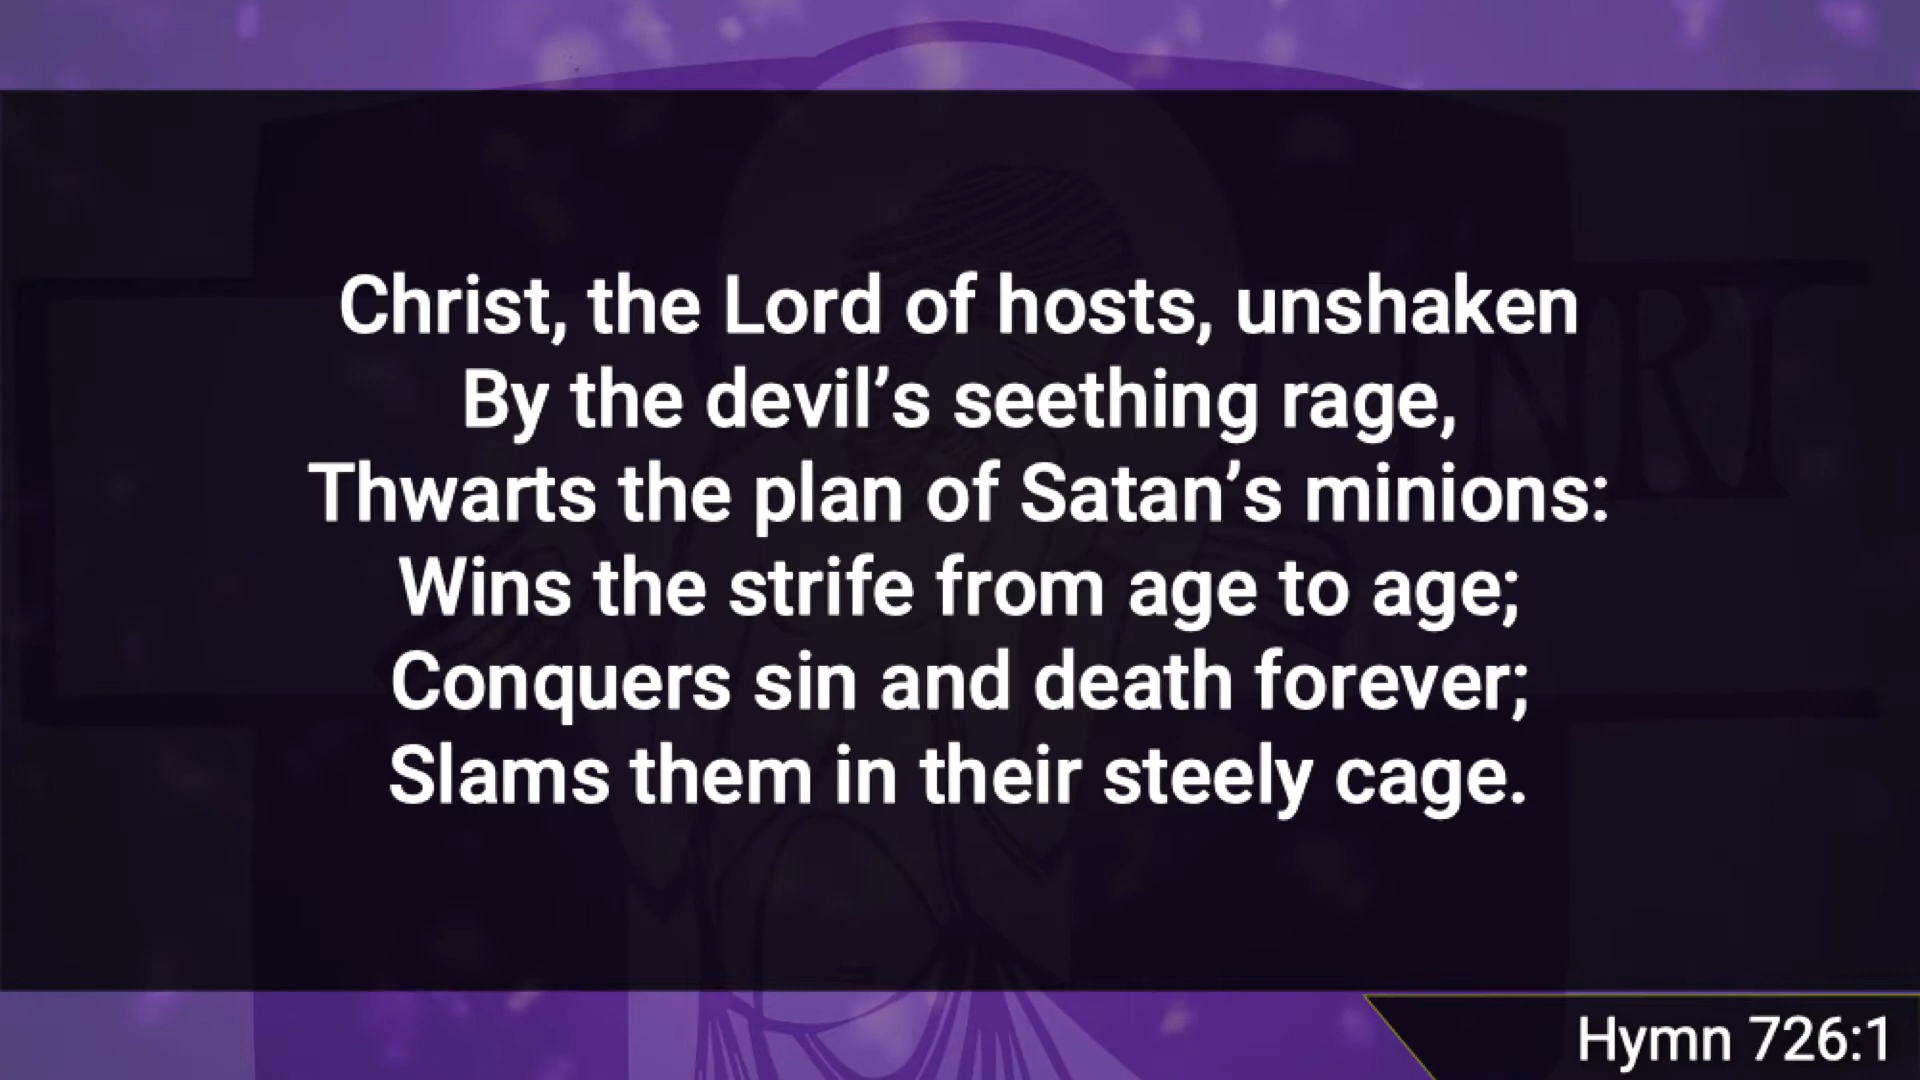 Christ, the Lord of hosts, unshaken
By the devil’s seething rage,
Thwarts the plan of Satan’s minions:
Wins the strife from age to age;
Conquers sin and death forever;
Slams them in their steely cage.
INRI
Hymn 726:1